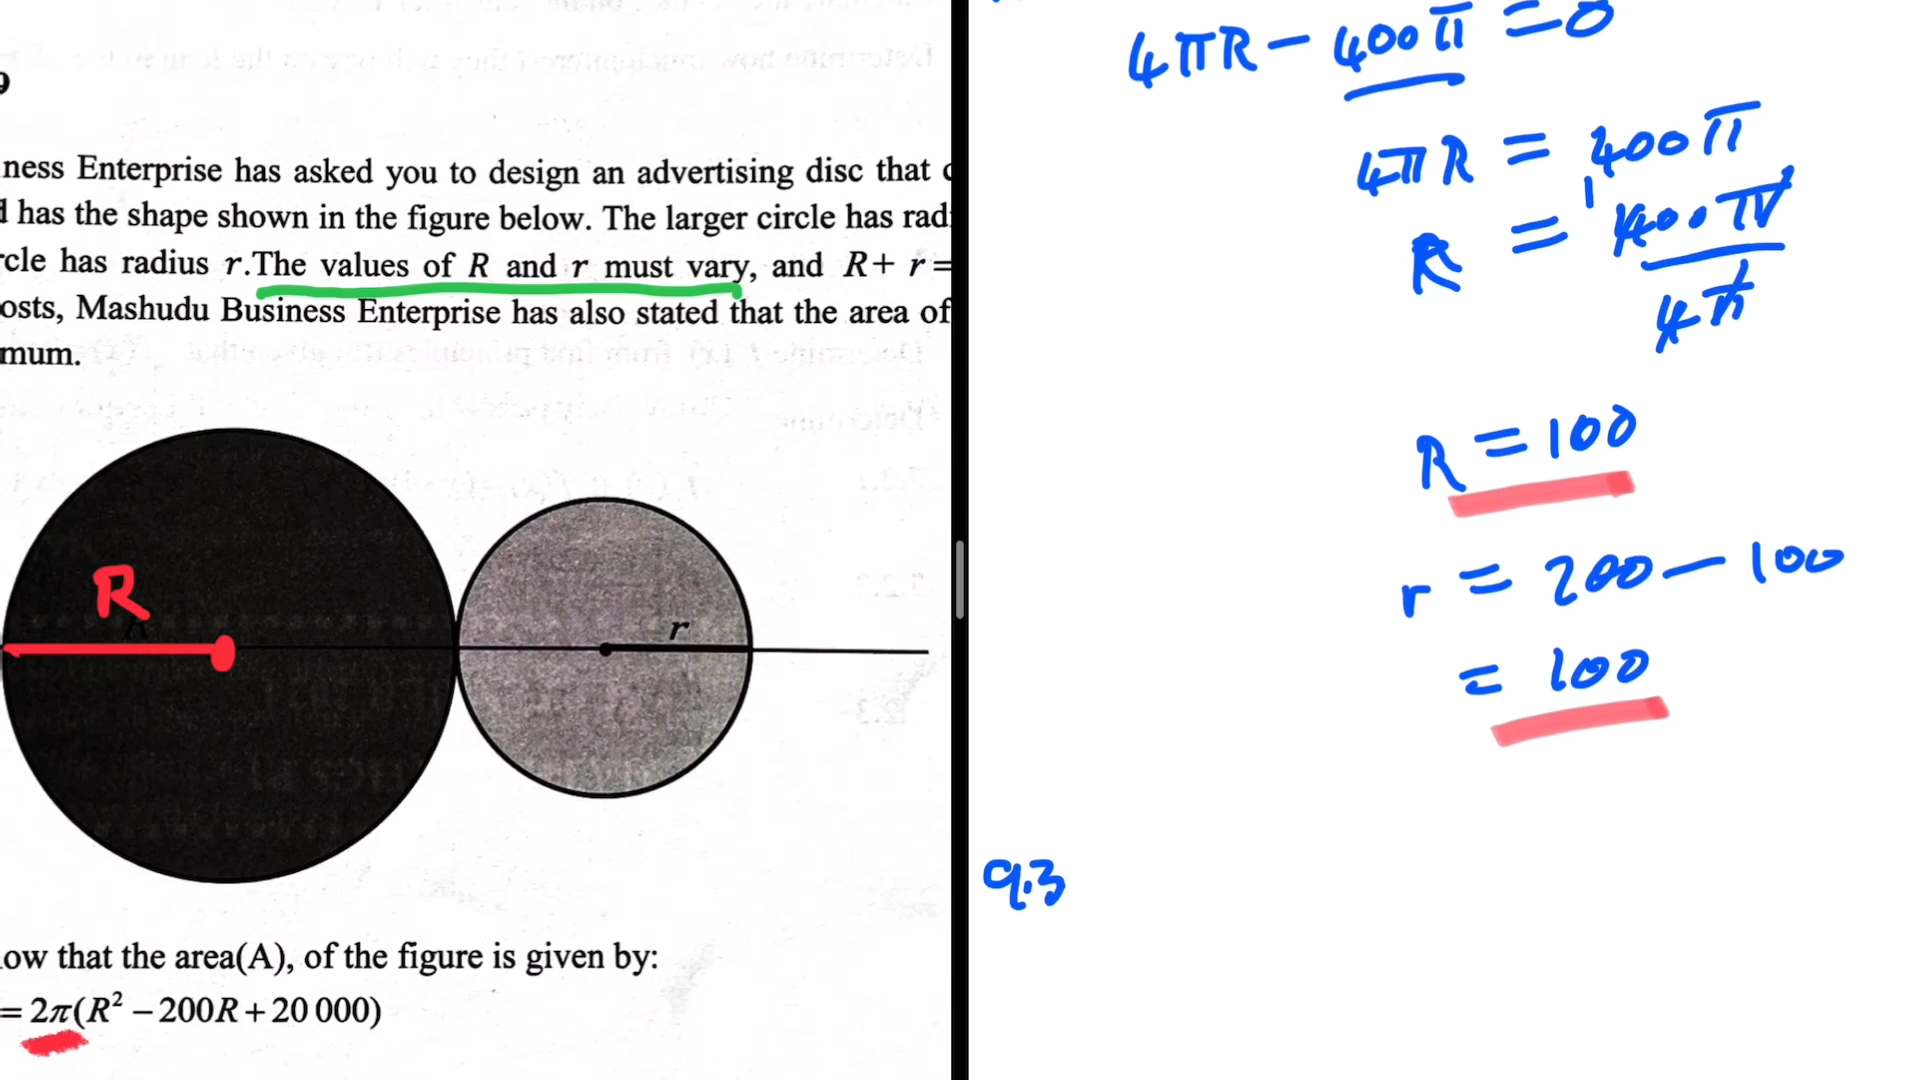 ness Enterprise has asked you to design an advertising disc that
has the shape shown in the figure below. The larger circle has rad
rcle has radius r.The values of R and r must vary, and R+ r =
osts, Mashudu Business Enterprise has also stated that the area of
mum.
R
r
ow that the area(A), of the figure is given by:
= 2π(R² − 200R + 20 000)
4πR − 400π = 0
4πR = 400π
R = 400π
4π
R = 100
r = 200 − 100
= 100
9.3